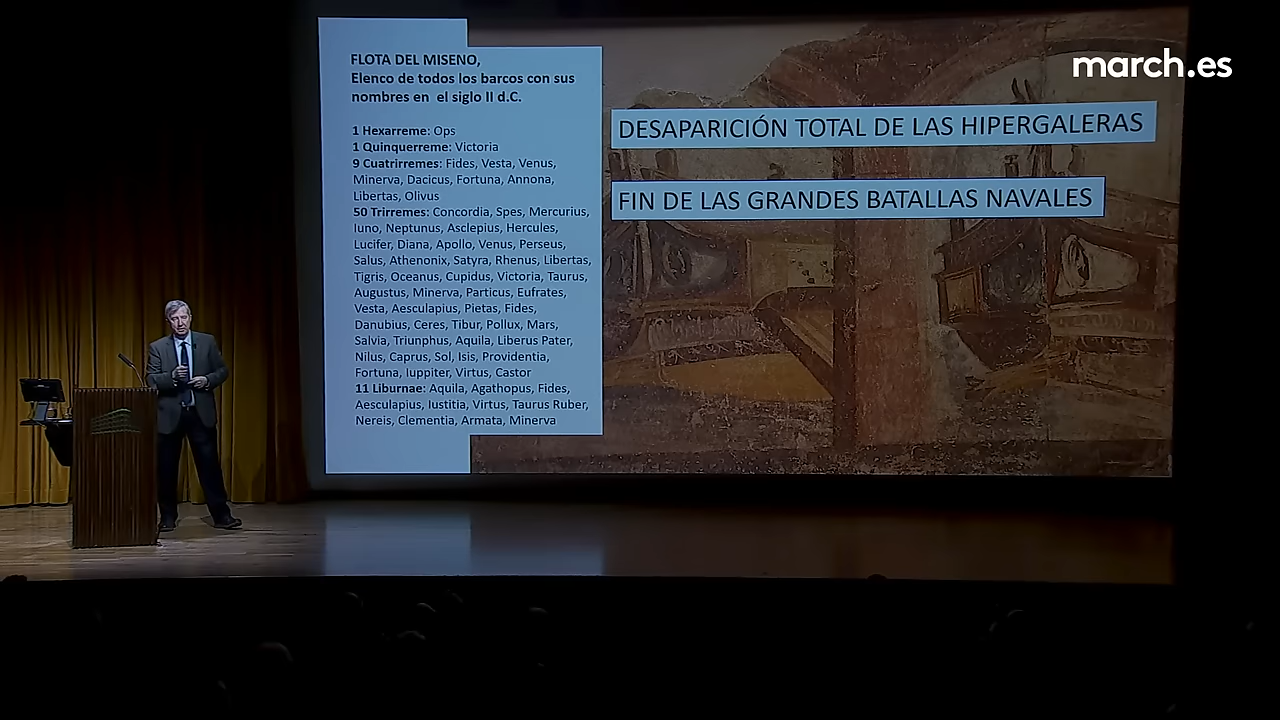 FLOTA DEL MISENO,
Elenco de todos los barcos con sus
nombres en el siglo II d.C.
1 Hexarreme: Ops
1 Quinquerreme: Victoria
9 Cuatrirremes: Fides, Vesta, Venus,
Minerva, Dacicus, Fortuna, Annona,
Libertas, Olivus
50 Trirremes: Concordia, Spes, Mercurius,
Iuno, Neptunus, Asclepius, Hercules,
Lucifer, Diana, Apollo, Venus, Perseus,
Salus, Athenonix, Satyra, Rhenus, Libertas,
Tigris, Oceanus, Cupidus, Victoria, Taurus,
Augustus, Minerva, Particus, Eufrates,
Vesta, Aesculapius, Pietas, Fides,
Danubius, Ceres, Tibur, Pollux, Mars,
Salvia, Triunphus, Aquila, Liberus Pater,
Nilus, Caprus, Sol, Isis, Providentia,
Fortuna, Iuppiter, Virtus, Castor
11 Liburnae: Aquila, Agathopus, Fides,
Aesculapius, Iustitia, Virtus, Taurus Ruber,
Nereis, Clementia, Armata, Minerva
march.es
DESAPARICIÓN TOTAL DE LAS HIPERGALERAS
FIN DE LAS GRANDES BATALLAS NAVALES